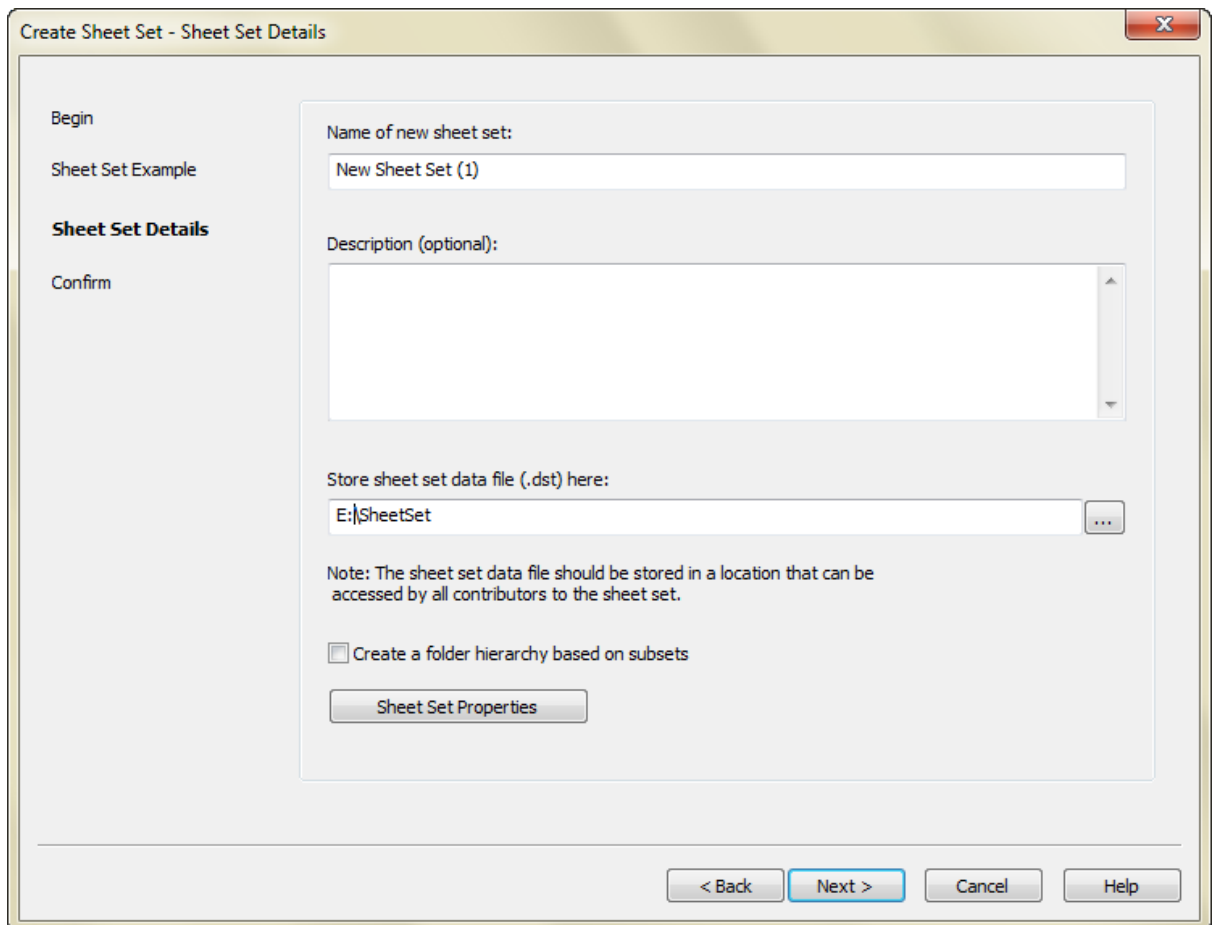 Create Sheet Set - Sheet Set Details
X
Begin
Sheet Set Example
Sheet Set Details
Confirm
Name of new sheet set:
New Sheet Set (1)
Description (optional):
Store sheet set data file (.dst) here:
E:\SheetSet
...
Note: The sheet set data file should be stored in a location that can be
accessed by all contributors to the sheet set.
Create a folder hierarchy based on subsets
Sheet Set Properties
< Back
Next >
Cancel
Help